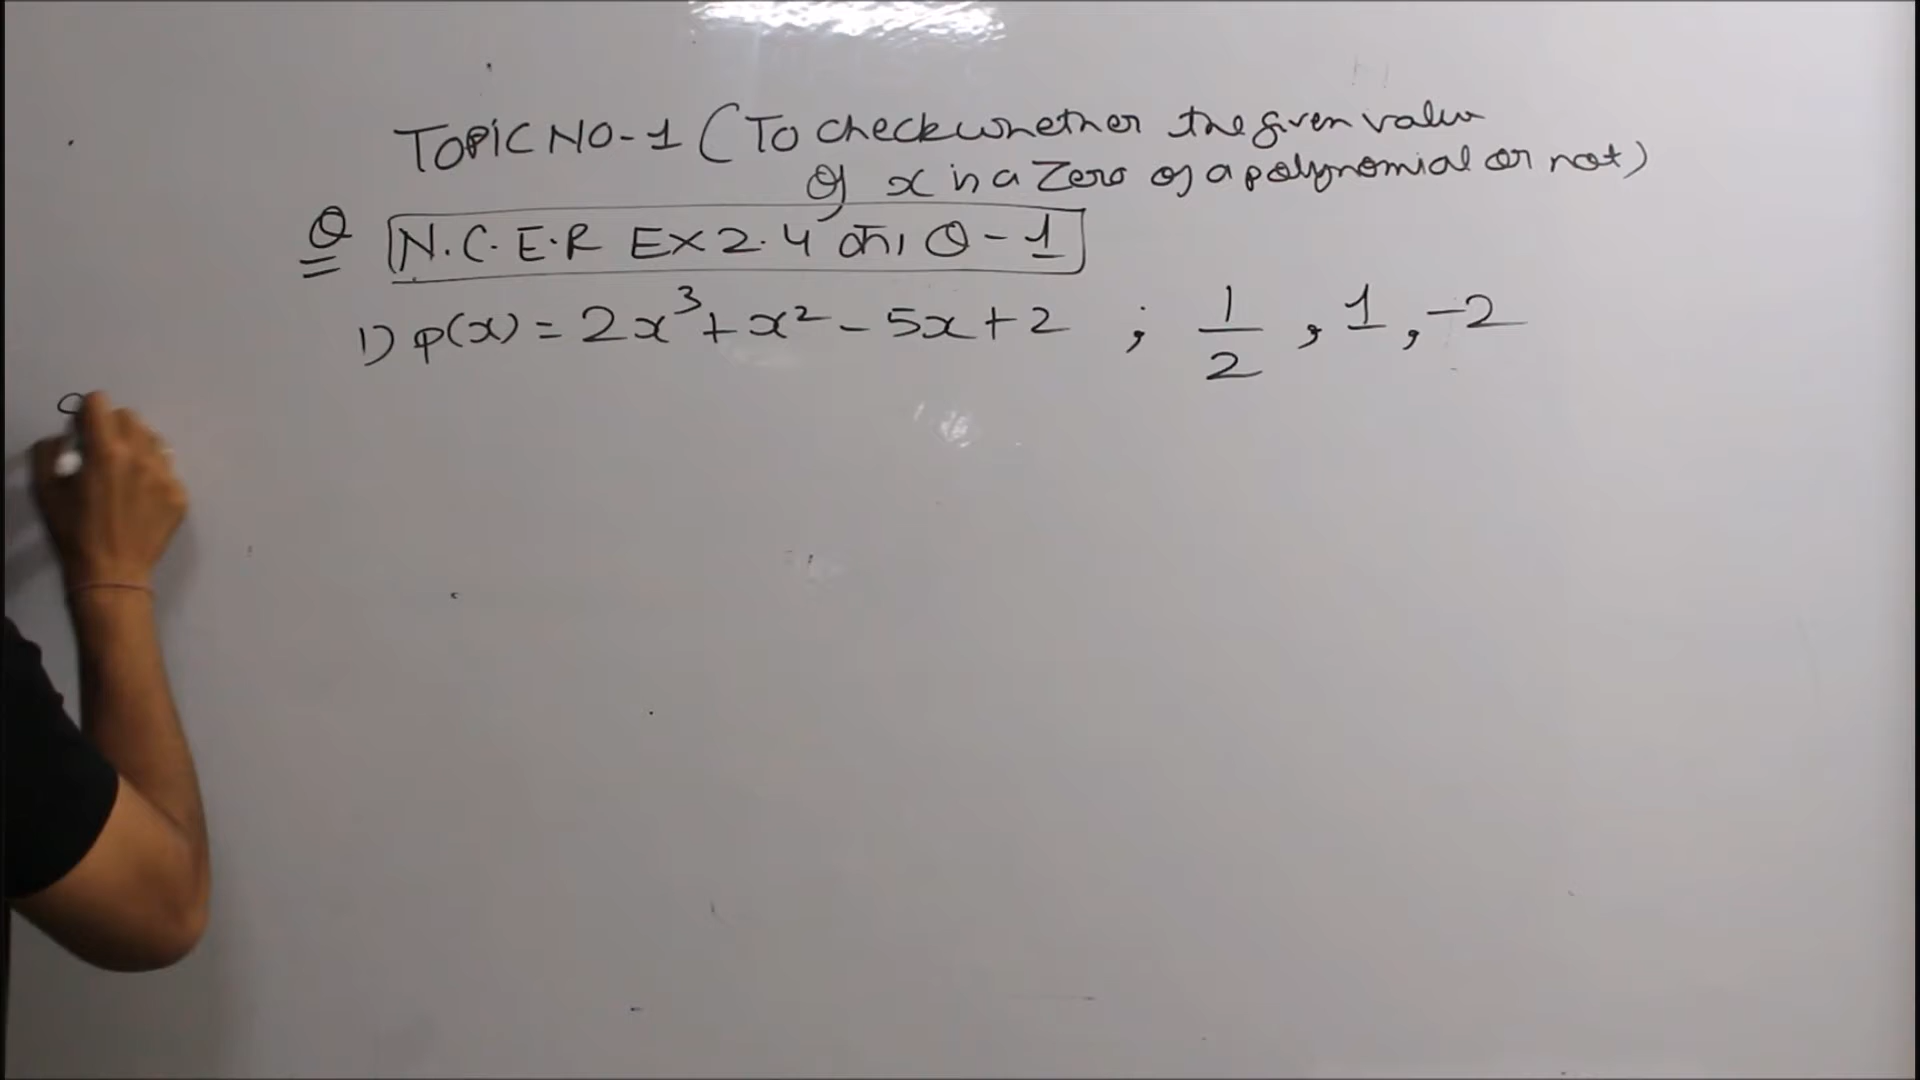 TOPIC NO-1 (To check whether the given value
of x is a Zero of a polynomial or not)
Q N.C.E.R EX 2.4 का Q-1
1) p(x) = 2x³ + x² - 5x + 2 ; 1/2 , 1 , -2